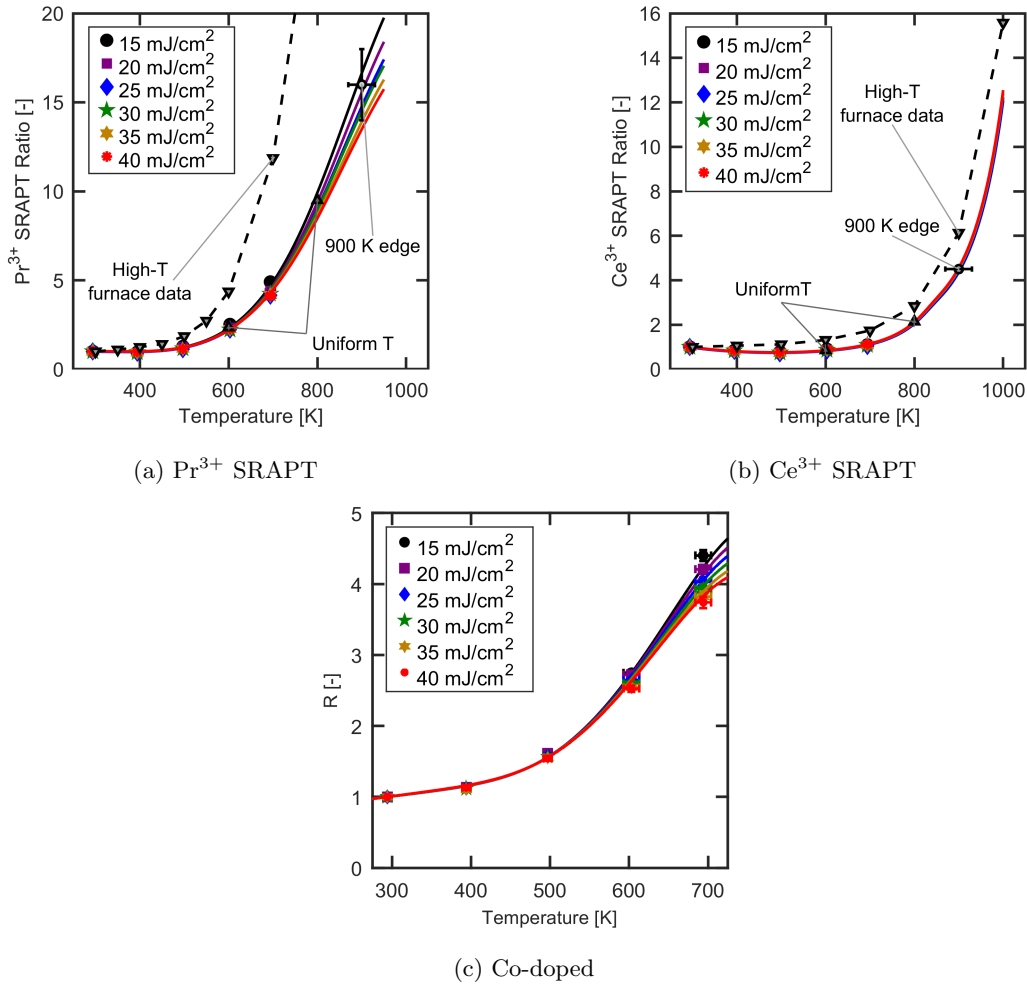 20
15
10
5
0
Pr3+ SRAPT Ratio [-]
15 mJ/cm2
20 mJ/cm2
25 mJ/cm2
30 mJ/cm2
35 mJ/cm2
40 mJ/cm2
High-T
furnace data
900 K edge
Uniform T
400 600 800 1000
Temperature [K]
(a) Pr3+ SRAPT
16
14
12
10
8
6
4
2
0
Ce3+ SRAPT Ratio [-]
15 mJ/cm2
20 mJ/cm2
25 mJ/cm2
30 mJ/cm2
35 mJ/cm2
40 mJ/cm2
High-T
furnace data
900 K edge
UniformT
400 600 800 1000
Temperature [K]
(b) Ce3+ SRAPT
5
4
3
2
1
0
R [-]
15 mJ/cm2
20 mJ/cm2
25 mJ/cm2
30 mJ/cm2
35 mJ/cm2
40 mJ/cm2
300 400 500 600 700
Temperature [K]
(c) Co-doped